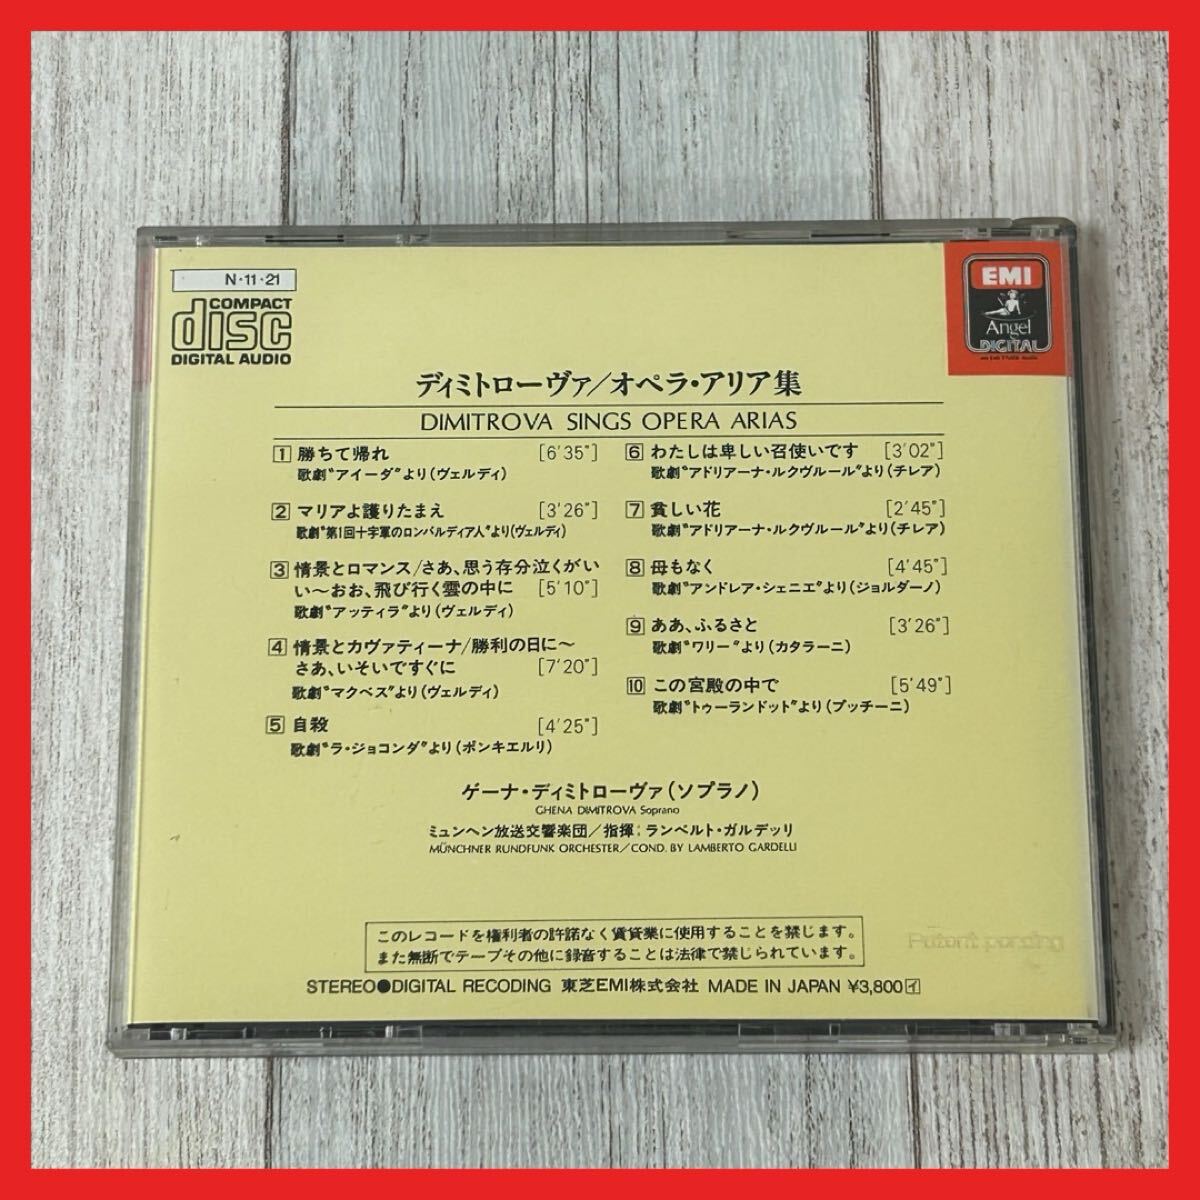 N・11・21
COMPACT
disc
DIGITAL AUDIO
EMI
Angel
DIGITAL
ディミトローヴァ/オペラ・アリア集
DIMITROVA SINGS OPERA ARIAS
1 勝ちて帰れ [6′35″]
歌劇“アイーダ”より(ヴェルディ)
2 マリアよ護りたまえ [3′26″]
歌劇“第1回十字軍のロンバルディア人”より(ヴェルディ)
3 情景とロマンス/さあ、思う存分泣くがい
い〜おお、飛び行く雲の中に [5′10″]
歌劇“アッティラ”より(ヴェルディ)
4 情景とカヴァティーナ/勝利の日に〜
さあ、いそいですぐに [7′20″]
歌劇“マクベス”より(ヴェルディ)
5 自殺 [4′25″]
歌劇“ラ・ジョコンダ”より(ポンキエルリ)
6 わたしは卑しい召使いです [3′02″]
歌劇“アドリアーナ・ルクヴルール”より(チレア)
7 貧しい花 [2′45″]
歌劇“アドリアーナ・ルクヴルール”より(チレア)
8 母もなく [4′45″]
歌劇“アンドレア・シェニエ”より(ジョルダーノ)
9 ああ、ふるさと [3′26″]
歌劇“ワリー”より(カタラーニ)
10 この宮殿の中で [5′49″]
歌劇“トゥーランドット”より(プッチーニ)
ゲーナ・ディミトローヴァ(ソプラノ)
GHENA DIMITROVA Soprano
ミュンヘン放送交響楽団/指揮:ランベルト・ガルデッリ
MÜNCHNER RUNDFUNK ORCHESTER/COND. BY LAMBERTO GARDELLI
このレコードを権利者の許諾なく賃貸業に使用することを禁じます。
また無断でテープその他に録音することは法律で禁じられています。
Patent pending
STEREO●DIGITAL RECODING 東芝EMI株式会社 MADE IN JAPAN ¥3,800イ